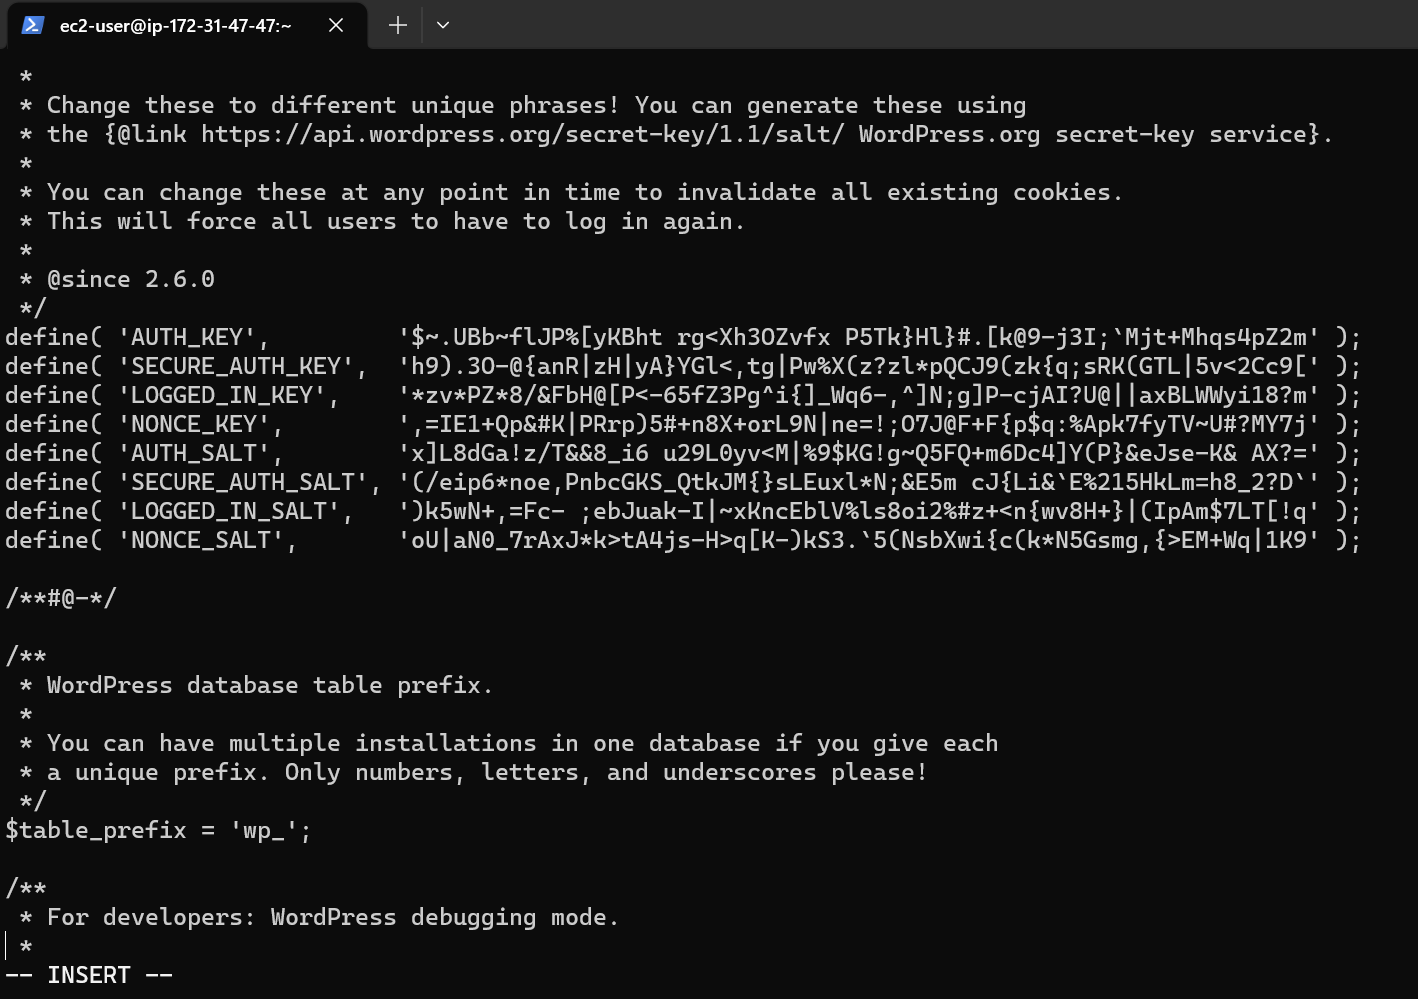 ec2-user@ip-172-31-47-47:~
 *
 * Change these to different unique phrases! You can generate these using
 * the {@link https://api.wordpress.org/secret-key/1.1/salt/ WordPress.org secret-key service}.
 *
 * You can change these at any point in time to invalidate all existing cookies.
 * This will force all users to have to log in again.
 *
 * @since 2.6.0
 */
define( 'AUTH_KEY',         '$~.UBb~flJP%[yKBht rg<Xh3OZvfx P5Tk}Hl}#.[k@9-j3I;`Mjt+Mhqs4pZ2m' );
define( 'SECURE_AUTH_KEY',  'h9).3O-@{anR|zH|yA}YGl<,tg|Pw%X(z?zl*pQCJ9(zk{q;sRK(GTL|5v<2Cc9[' );
define( 'LOGGED_IN_KEY',    '*zv*PZ*8/&FbH@[P<-65fZ3Pg^i{]_Wq6-,^]N;g]P-cjAI?U@||axBLWWyi18?m' );
define( 'NONCE_KEY',        ',=IE1+Qp&#K|PRrp)5#+n8X+orL9N|ne=!;O7J@F+F{p$q:%Apk7fyTV~U#?MY7j' );
define( 'AUTH_SALT',        'x]L8dGa!z/T&&8_i6 u29L0yv<M|%9$KG!g~Q5FQ+m6Dc4]Y(P}&eJse-K& AX?=' );
define( 'SECURE_AUTH_SALT', '(/eip6*noe,PnbcGKS_QtkJM{}sLEuxl*N;&E5m cJ{Li&`E%215HkLm=h8_2?D`' );
define( 'LOGGED_IN_SALT',   ')k5wN+,=Fc- ;ebJuak-I|~xKncEblV%ls8oi2%#z+<n{wv8H+}|(IpAm$7LT[!q' );
define( 'NONCE_SALT',       'oU|aN0_7rAxJ*k>tA4js-H>q[K-)kS3.`5(NsbXwi{c(k*N5Gsmg,{>EM+Wq|1K9' );
/**#@-*/
/**
 * WordPress database table prefix.
 *
 * You can have multiple installations in one database if you give each
 * a unique prefix. Only numbers, letters, and underscores please!
 */
$table_prefix = 'wp_';
/**
 * For developers: WordPress debugging mode.
 *
-- INSERT --